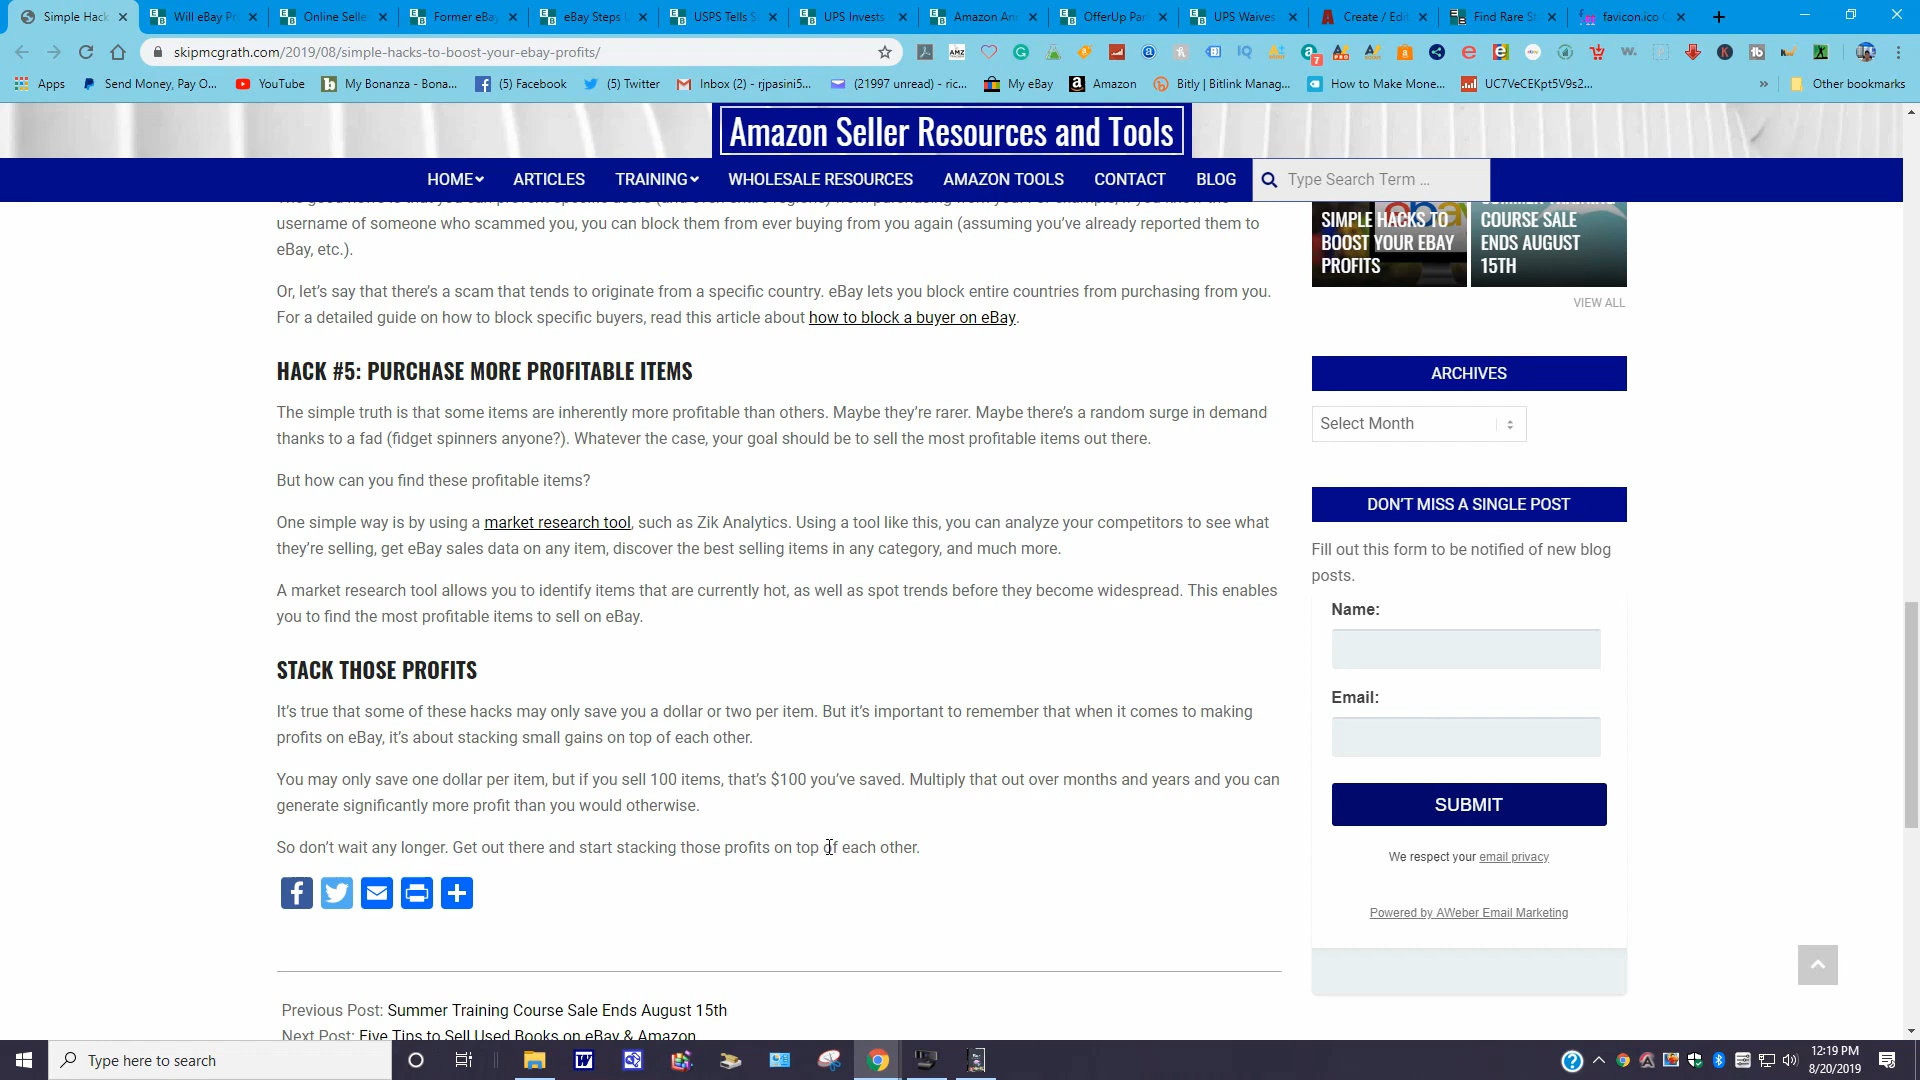 Simple Hack
Will eBay Pr
Online Selle
Former eBay
eBay Steps U
USPS Tells S
UPS Invests
Amazon Ann
OfferUp Par
UPS Waives
Create / Edit
Find Rare St
favicon.ico G
skipmcgrath.com/2019/08/simple-hacks-to-boost-your-ebay-profits/
Apps
Send Money, Pay O...
YouTube
My Bonanza - Bona...
(5) Facebook
(5) Twitter
Inbox (2) - rjpasini5...
(21997 unread) - ric...
My eBay
Amazon
Bitly | Bitlink Manag...
How to Make Mone...
UC7VeCEKpt5V9s2...
»
Other bookmarks
Amazon Seller Resources and Tools
HOME
ARTICLES
TRAINING
WHOLESALE RESOURCES
AMAZON TOOLS
CONTACT
BLOG
Type Search Term ...
username of someone who scammed you, you can block them from ever buying from you again (assuming you've already reported them to
eBay, etc.).
Or, let's say that there's a scam that tends to originate from a specific country. eBay lets you block entire countries from purchasing from you.
For a detailed guide on how to block specific buyers, read this article about how to block a buyer on eBay.
HACK #5: PURCHASE MORE PROFITABLE ITEMS
The simple truth is that some items are inherently more profitable than others. Maybe they're rarer. Maybe there's a random surge in demand
thanks to a fad (fidget spinners anyone?). Whatever the case, your goal should be to sell the most profitable items out there.
But how can you find these profitable items?
One simple way is by using a market research tool, such as Zik Analytics. Using a tool like this, you can analyze your competitors to see what
they're selling, get eBay sales data on any item, discover the best selling items in any category, and much more.
A market research tool allows you to identify items that are currently hot, as well as spot trends before they become widespread. This enables
you to find the most profitable items to sell on eBay.
STACK THOSE PROFITS
It's true that some of these hacks may only save you a dollar or two per item. But it's important to remember that when it comes to making
profits on eBay, it's about stacking small gains on top of each other.
You may only save one dollar per item, but if you sell 100 items, that's $100 you've saved. Multiply that out over months and years and you can
generate significantly more profit than you would otherwise.
So don't wait any longer. Get out there and start stacking those profits on top of each other.
Previous Post: Summer Training Course Sale Ends August 15th
Next Post: Five Tips to Sell Used Books on eBay & Amazon
SIMPLE HACKS TO
BOOST YOUR EBAY
PROFITS
COURSE SALE
ENDS AUGUST
15TH
VIEW ALL
ARCHIVES
Select Month
DON'T MISS A SINGLE POST
Fill out this form to be notified of new blog
posts.
Name:
Email:
SUBMIT
We respect your email privacy
Powered by AWeber Email Marketing
Type here to search
12:19 PM
8/20/2019